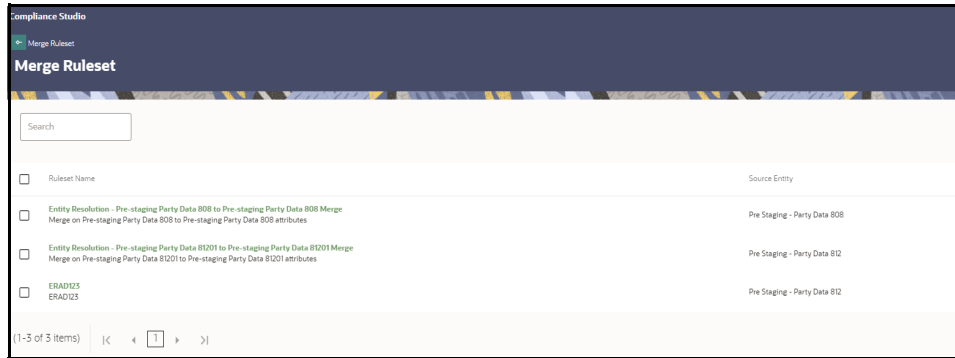 Compliance Studio
Merge Ruleset
Merge Ruleset
Search
Ruleset Name Source Entity
Entity Resolution - Pre-staging Party Data 808 to Pre-staging Party Data 808 Merge
Merge on Pre-staging Party Data 808 to Pre-staging Party Data 808 attributes
Pre Staging - Party Data 808
Entity Resolution - Pre-staging Party Data 81201 to Pre-staging Party Data 81201 Merge
Merge on Pre-staging Party Data 81201 to Pre-staging Party Data 81201 attributes
Pre Staging - Party Data 812
ERAD123
ERAD123
Pre Staging - Party Data 812
(1-3 of 3 items) 1